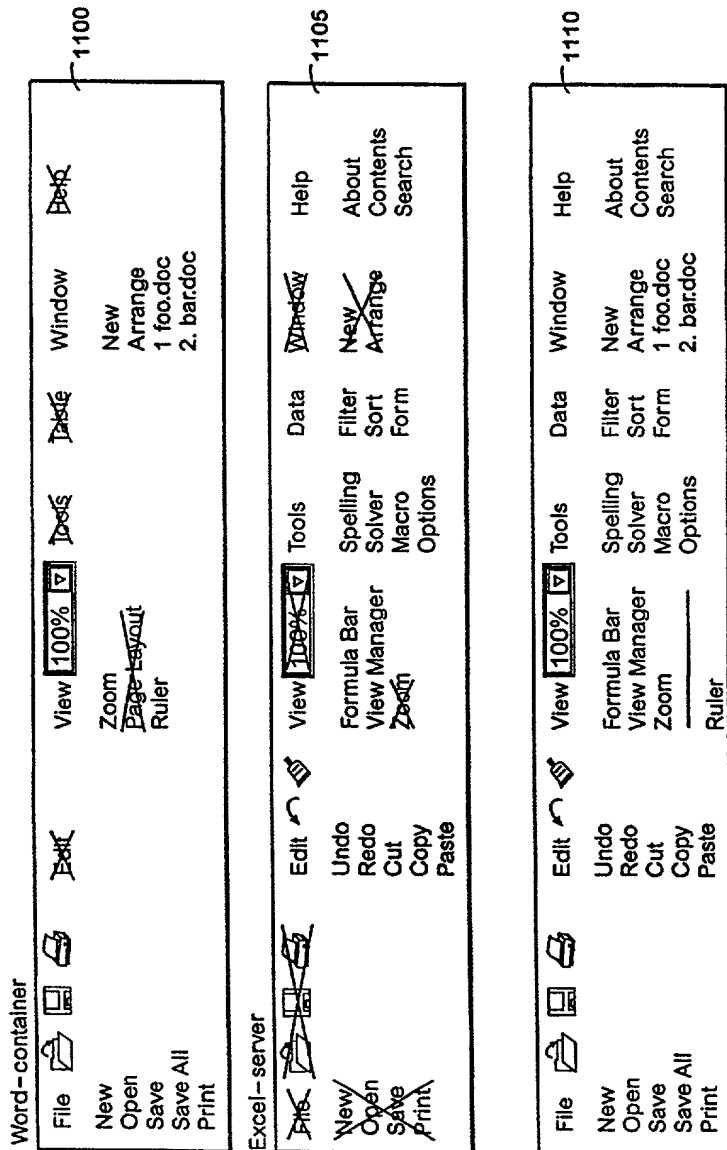 Word-container
File Edit View 100% Tools Table Window Help
New Zoom New
Open Page Layout Arrange
Save Ruler 1 foo.doc
Save All 2. bar.doc
Print
1100
Excel-server
File Edit View 100% Tools Data Window Help
New Undo Formula Bar Spelling Filter New About
Open Redo View Manager Solver Sort Arrange Contents
Save Cut Zoom Macro Form Search
Print Copy Options
Paste
1105
File Edit View 100% Tools Data Window Help
New Undo Formula Bar Spelling Filter New About
Open Redo View Manager Solver Sort Arrange Contents
Save Cut Zoom Macro Form 1 foo.doc Search
Save All Copy Options 2. bar.doc
Print Paste Ruler
1110